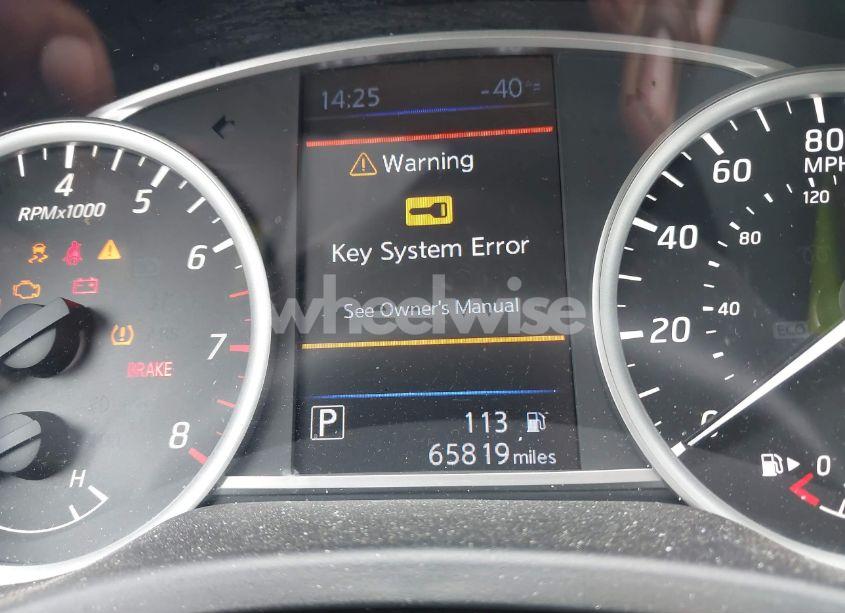 14:25 -40°F
Warning
Key System Error
See Owner's Manual
wheelwise
P
113
65819 miles
4
5
6
7
8
RPMx1000
BRAKE
H
80
MPH
60
40
20
0
120
80
40
ECO
0